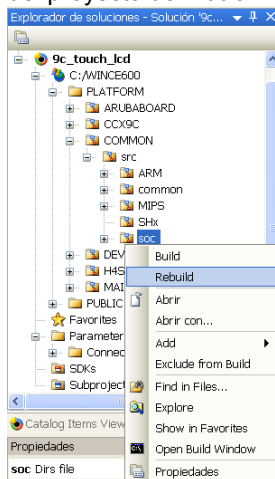 Explorador de soluciones - Solución '9c...
9c_touch_lcd
C:/WINCE600
PLATFORM
ARUBABOARD
CCX9C
COMMON
src
ARM
common
MIPS
SHx
soc
DEV
H4S
MAI
PUBLIC
Favorites
Parameter
Connec
SDKs
Subproject
Build
Rebuild
Abrir
Abrir con...
Add
Exclude from Build
Find in Files...
Explore
Show in Favorites
Open Build Window
Propiedades
Catalog Items View
Propiedades
soc Dirs file